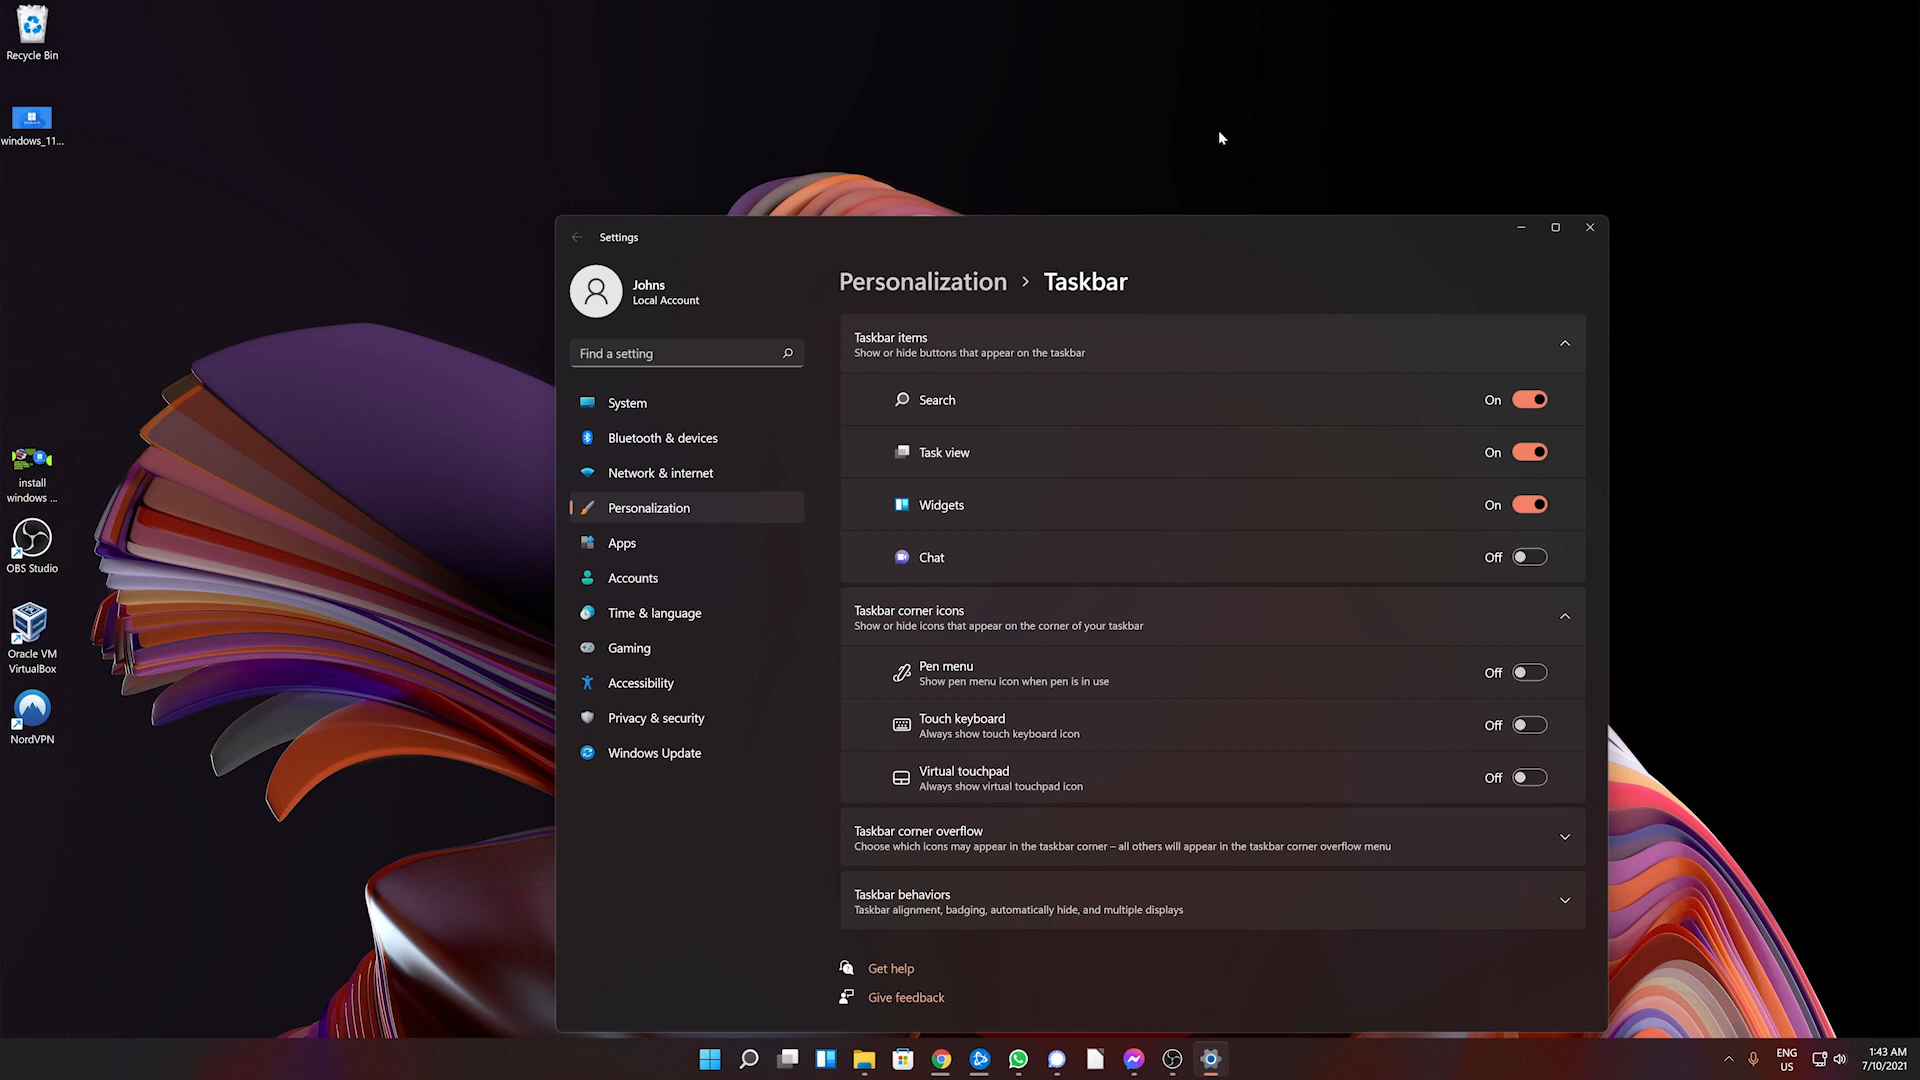 Recycle Bin
windows_11...
install
windows ...
OBS Studio
Oracle VM
VirtualBox
NordVPN
Settings
Johns
Local Account
Find a setting
System
Bluetooth & devices
Network & internet
Personalization
Apps
Accounts
Time & language
Gaming
Accessibility
Privacy & security
Windows Update
Personalization > Taskbar
Taskbar items
Show or hide buttons that appear on the taskbar
Search On
Task view On
Widgets On
Chat Off
Taskbar corner icons
Show or hide icons that appear on the corner of your taskbar
Pen menu
Show pen menu icon when pen is in use
Off
Touch keyboard
Always show touch keyboard icon
Off
Virtual touchpad
Always show virtual touchpad icon
Off
Taskbar corner overflow
Choose which icons may appear in the taskbar corner – all others will appear in the taskbar corner overflow menu
Taskbar behaviors
Taskbar alignment, badging, automatically hide, and multiple displays
Get help
Give feedback
ENG
US
1:43 AM
7/10/2021